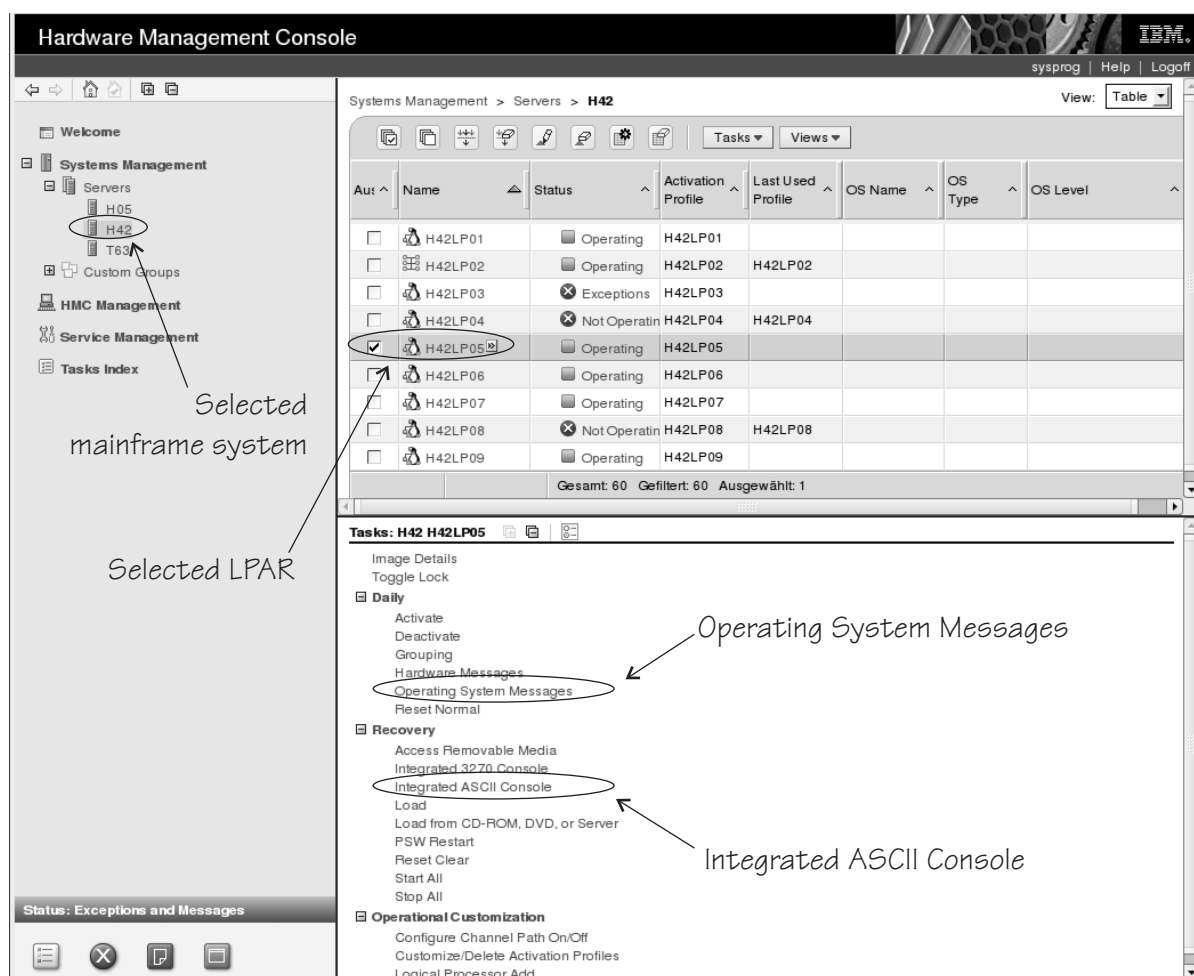 Hardware Management Console
IBM.
sysprog | Help | Logoff
Welcome
Systems Management
Servers
H05
H42
T63
Custom Groups
HMC Management
Service Management
Tasks Index
Selected
mainframe system
Selected LPAR
Status: Exceptions and Messages
Systems Management > Servers > H42
View: Table
Tasks Views
Aus Name Status Activation Profile Last Used Profile OS Name OS Type OS Level
H42LP01 Operating H42LP01
H42LP02 Operating H42LP02 H42LP02
H42LP03 Exceptions H42LP03
H42LP04 Not Operatin H42LP04 H42LP04
H42LP05 Operating H42LP05
H42LP06 Operating H42LP06
H42LP07 Operating H42LP07
H42LP08 Not Operatin H42LP08 H42LP08
H42LP09 Operating H42LP09
Gesamt: 60 Gefiltert: 60 Ausgewählt: 1
Tasks: H42 H42LP05
Image Details
Toggle Lock
Daily
Activate
Deactivate
Grouping
Hardware Messages
Operating System Messages
Reset Normal
Operating System Messages
Recovery
Access Removable Media
Integrated 3270 Console
Integrated ASCII Console
Load
Load from CD-ROM, DVD, or Server
PSW Restart
Reset Clear
Start All
Stop All
Integrated ASCII Console
Operational Customization
Configure Channel Path On/Off
Customize/Delete Activation Profiles
Logical Processor Add